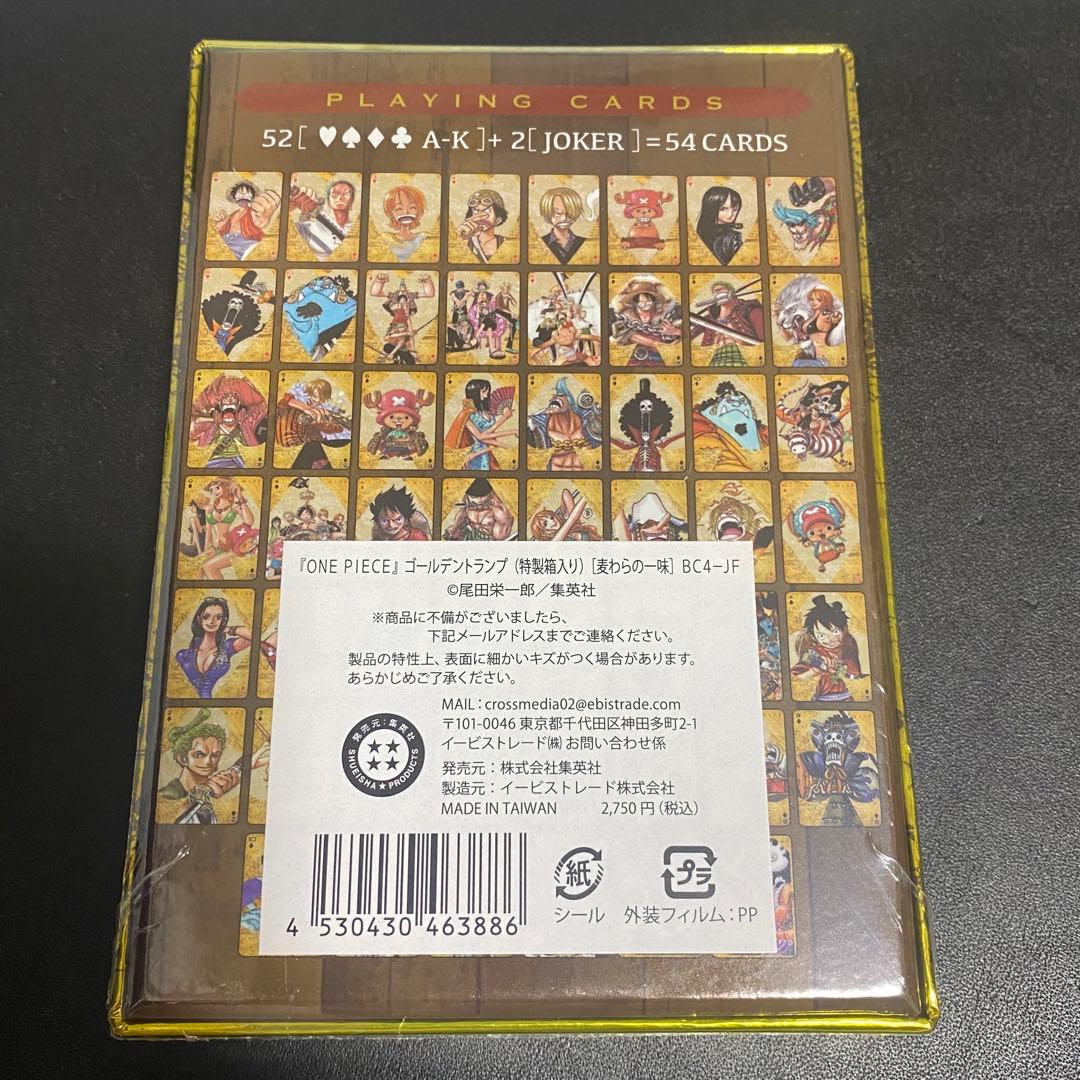 PLAYING CARDS
52[♥♠♦♣ A-K]+ 2[JOKER]=54 CARDS
『ONE PIECE』ゴールデントランプ(特製箱入り)[麦わらの一味] BC4-JF
©尾田栄一郎/集英社
※商品に不備がございましたら、
下記メールアドレスまでご連絡ください。
製品の特性上、表面に細かいキズがつく場合があります。
あらかじめご了承ください。
MAIL:crossmedia02@ebistrade.com
〒101-0046 東京都千代田区神田多町2-1
イービストレード㈱ お問い合わせ係
発売元:株式会社集英社
製造元:イービストレード株式会社
MADE IN TAIWAN 2,750円(税込)
発売元:集英社
SHUEISHA★PRODUCTS
4 530430 463886
紙
シール
プラ
外装フィルム:PP